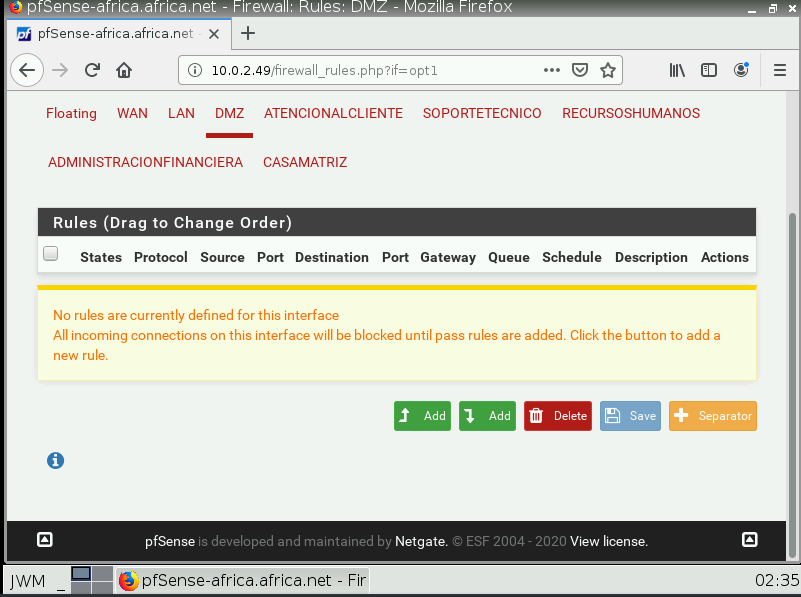 pfSense-africa.africa.net - Firewall: Rules: DMZ - Mozilla Firefox
pfSense-africa.africa.net -
10.0.2.49/firewall_rules.php?if=opt1
Floating WAN LAN DMZ ATENCIONALCLIENTE SOPORTETECNICO RECURSOSHUMANOS
ADMINISTRACIONFINANCIERA CASAMATRIZ
Rules (Drag to Change Order)
States Protocol Source Port Destination Port Gateway Queue Schedule Description Actions
No rules are currently defined for this interface
All incoming connections on this interface will be blocked until pass rules are added. Click the button to add a
new rule.
Add Add Delete Save Separator
pfSense is developed and maintained by Netgate. © ESF 2004 - 2020 View license.
JWM _ pfSense-africa.africa.net - Fir 02:35